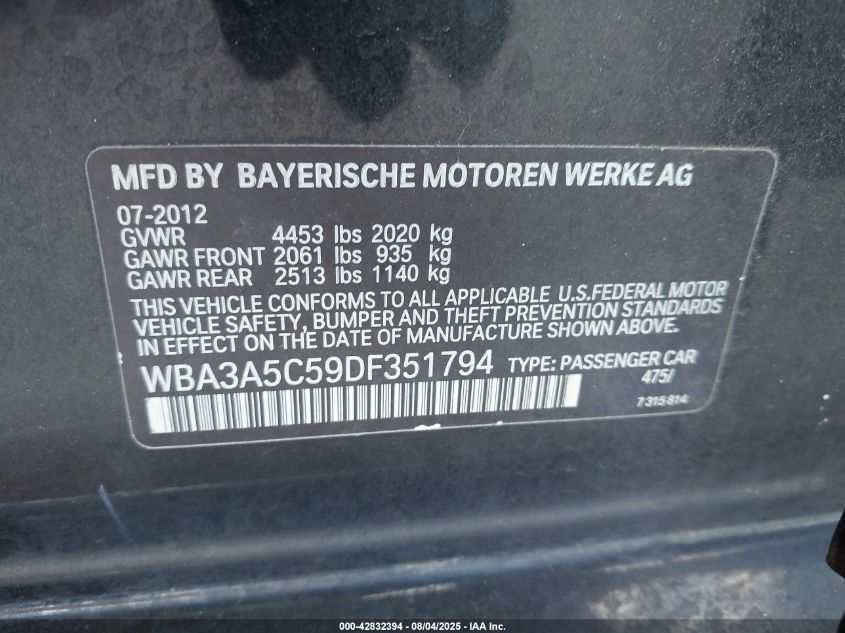 MFD BY BAYERISCHE MOTOREN WERKE AG
07-2012
GVWR 4453 lbs 2020 kg
GAWR FRONT 2061 lbs 935 kg
GAWR REAR 2513 lbs 1140 kg
THIS VEHICLE CONFORMS TO ALL APPLICABLE U.S.FEDERAL MOTOR
VEHICLE SAFETY, BUMPER AND THEFT PREVENTION STANDARDS
IN EFFECT ON THE DATE OF MANUFACTURE SHOWN ABOVE.
WBA3A5C59DF351794 TYPE: PASSENGER CAR
475/
7 315 814
000-42832394 - 08/04/2025 - IAA Inc.